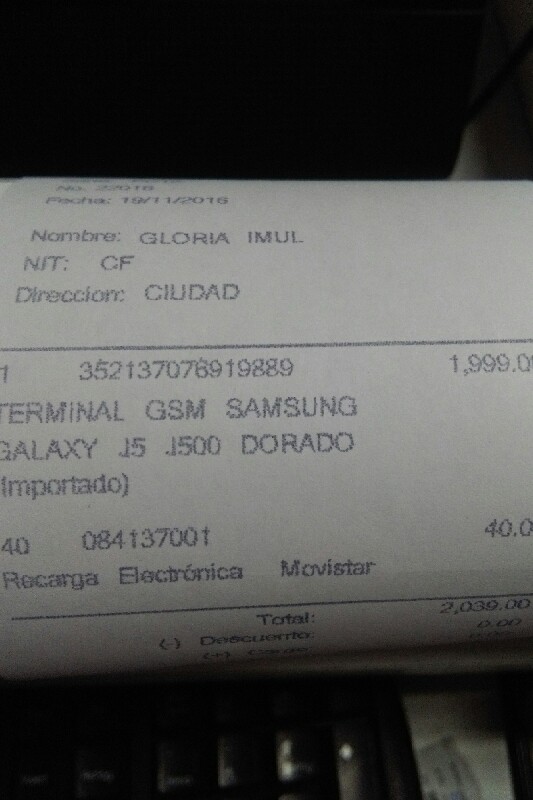 No. 22018
Fecha: 19/11/2016
Nombre: GLORIA IMUL
NIT: CF
Direccion: CIUDAD
1 352137076919889 1,999.0
TERMINAL GSM SAMSUNG
GALAXY J5 J500 DORADO
(Importado)
40 084137001 40.0
Recarga Electrónica Movistar
Total: 2,039.00
(-) Descuento: 0.00
(+)